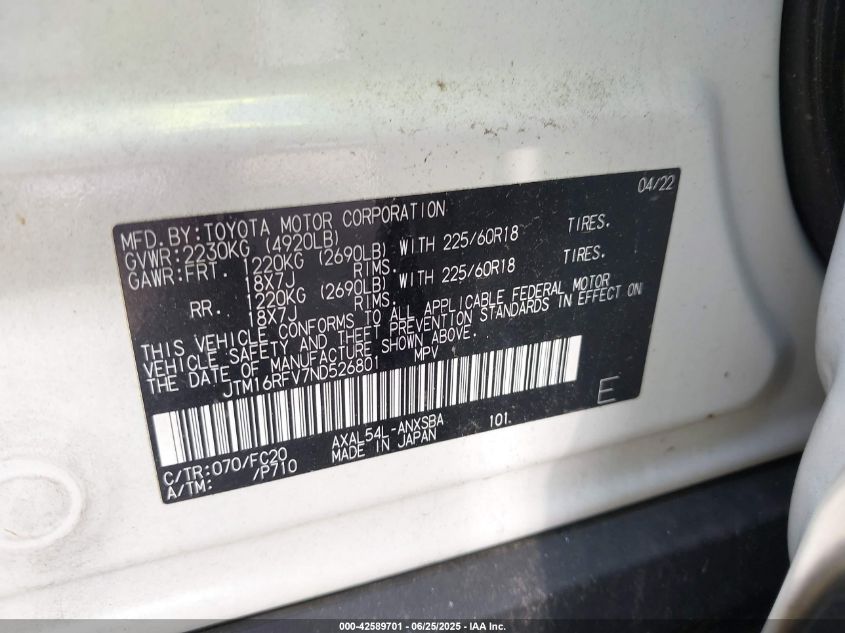 04/22
MFD.BY:TOYOTA MOTOR CORPORATION
GVWR:2230KG (4920LB)
GAWR:FRT. 1220KG (2690LB) WITH 225/60R18 TIRES.
18X7J RIMS.
RR. 1220KG (2690LB) WITH 225/60R18 TIRES.
18X7J RIMS.
THIS VEHICLE CONFORMS TO ALL APPLICABLE FEDERAL MOTOR
VEHICLE SAFETY AND THEFT PREVENTION STANDARDS IN EFFECT ON
THE DATE OF MANUFACTURE SHOWN ABOVE.
JTM16RFV7ND526801 MPV
E
C/TR:070/FC20 AXAL54L-ANXSBA 101.
A/TM: /P710 MADE IN JAPAN
000-42589701 - 06/25/2025 - IAA Inc.